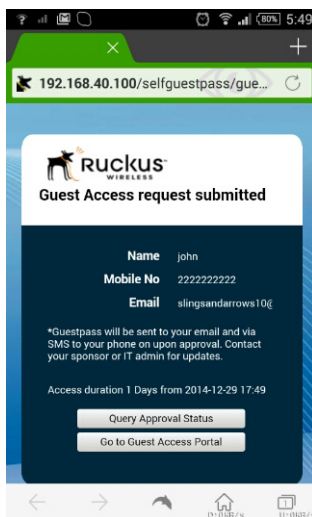 80% 5:49
192.168.40.100/selfguestpass/gue...
RUCKUS
WIRELESS
Guest Access request submitted
Name john
Mobile No 2222222222
Email slingsandarrows10@
*Guestpass will be sent to your email and via
SMS to your phone on upon approval. Contact
your sponsor or IT admin for updates.
Access duration 1 Days from 2014-12-29 17:49
Query Approval Status
Go to Guest Access Portal
1